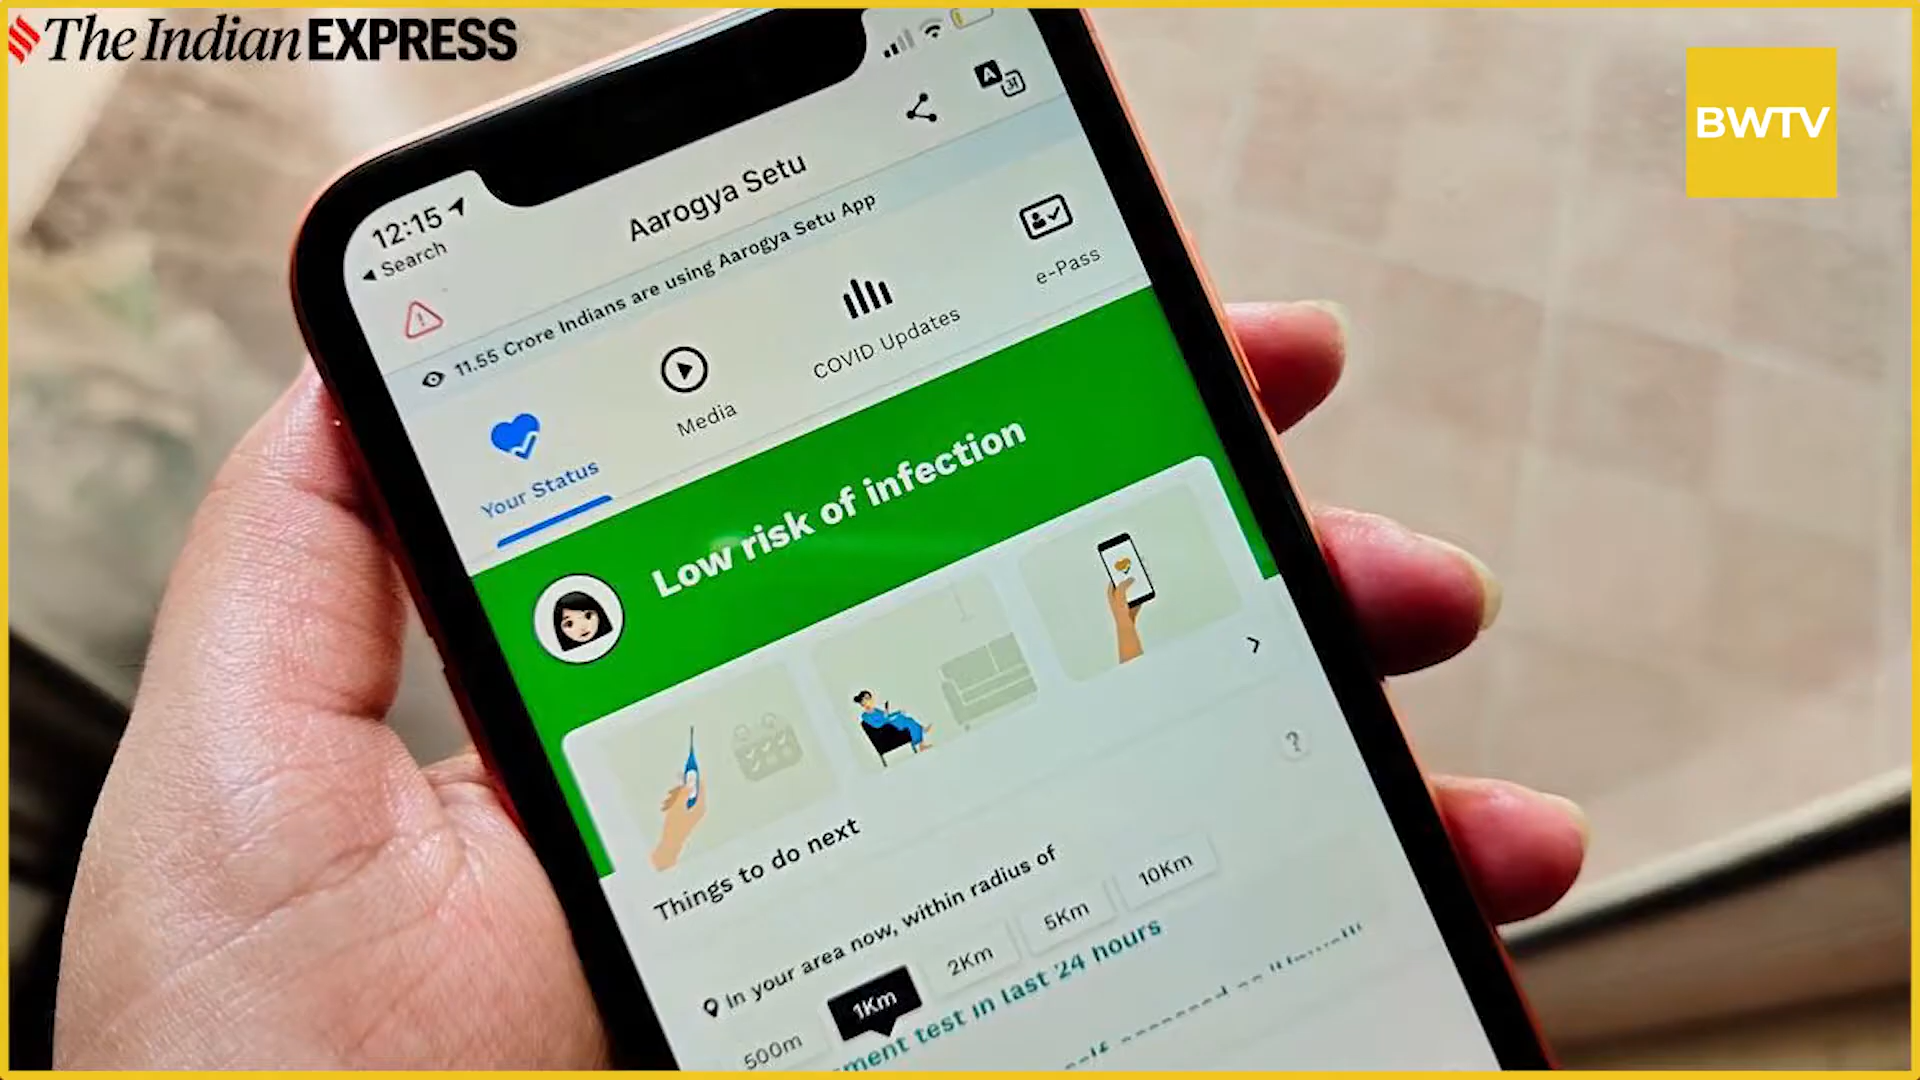 The Indian EXPRESS
BWTV
12:15
Search
Aarogya Setu
11.55 Crore Indians are using Aarogya Setu App
Your Status
Media
COVID Updates
e-Pass
Low risk of infection
Things to do next
?
In your area now, within radius of
500m
1Km
2Km
5Km
10Km
ment test in last 24 hours